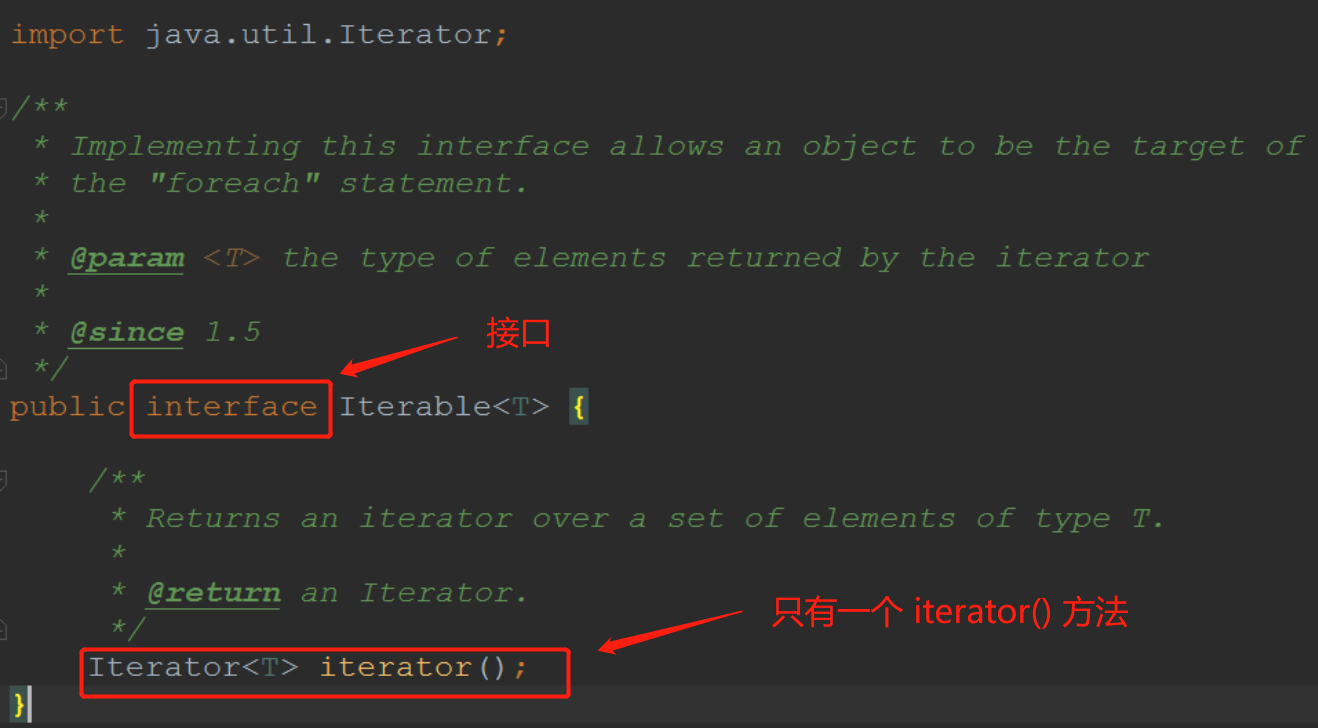 import java.util.Iterator;
/**
* Implementing this interface allows an object to be the target of
* the "foreach" statement.
*
* @param <T> the type of elements returned by the iterator
*
* @since 1.5
接口
*/
public interface Iterable<T> {
/**
* Returns an iterator over a set of elements of type T.
*
* @return an Iterator.
只有一个 iterator() 方法
*/
Iterator<T> iterator();
}